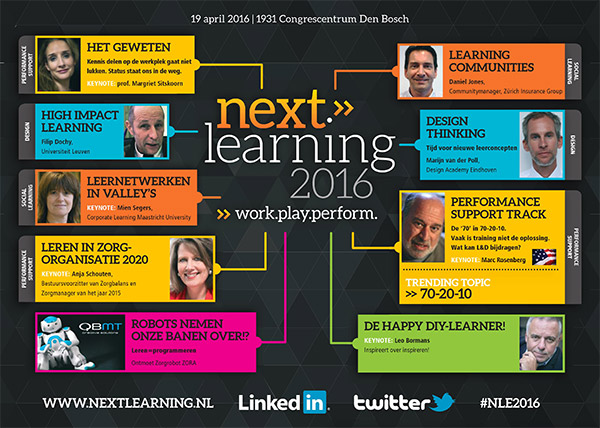 19 april 2016 | 1931 Congrescentrum Den Bosch
PERFORMANCE
SUPPORT
HET GEWETEN
Kennis delen op de werkplek gaat niet
lukken. Status staat ons in de weg.
KEYNOTE: prof. Margriet Sitskoorn
DESIGN
HIGH IMPACT
LEARNING
Filip Dochy,
Universiteit Leuven
SOCIAL
LEARNING
LEERNETWERKEN
IN VALLEY'S
KEYNOTE: Mien Segers,
Corporate Learning Maastricht University
PERFORMANCE
SUPPORT
LEREN IN ZORG-
ORGANISATIE 2020
KEYNOTE: Anja Schouten,
Bestuursvoorzitter van Zorgbalans en
Zorgmanager van het jaar 2015
QBMT
ROBOTS NEMEN
ONZE BANEN OVER!?
Leren=programmeren
Ontmoet Zorgrobot ZORA
next.»
learning
2016
» work.play.perform.
LEARNING
COMMUNITIES
Daniel Jones,
Communitymanager, Zürich Insurance Group
SOCIAL
LEARNING
DESIGN
THINKING
Tijd voor nieuwe leerconcepten
Marijn van der Poll,
Design Academy Eindhoven
DESIGN
PERFORMANCE
SUPPORT TRACK
De '70' in 70-20-10.
Vaak is training niet de oplossing.
Wat kan L&D bijdragen?
KEYNOTE: Marc Rosenberg
TRENDING TOPIC
>> 70-20-10
PERFORMANCE
SUPPORT
DE HAPPY DIY-LEARNER!
KEYNOTE: Leo Bormans
Inspireert over inspireren!
WWW.NEXTLEARNING.NL
Linked in
twitter
#NLE2016